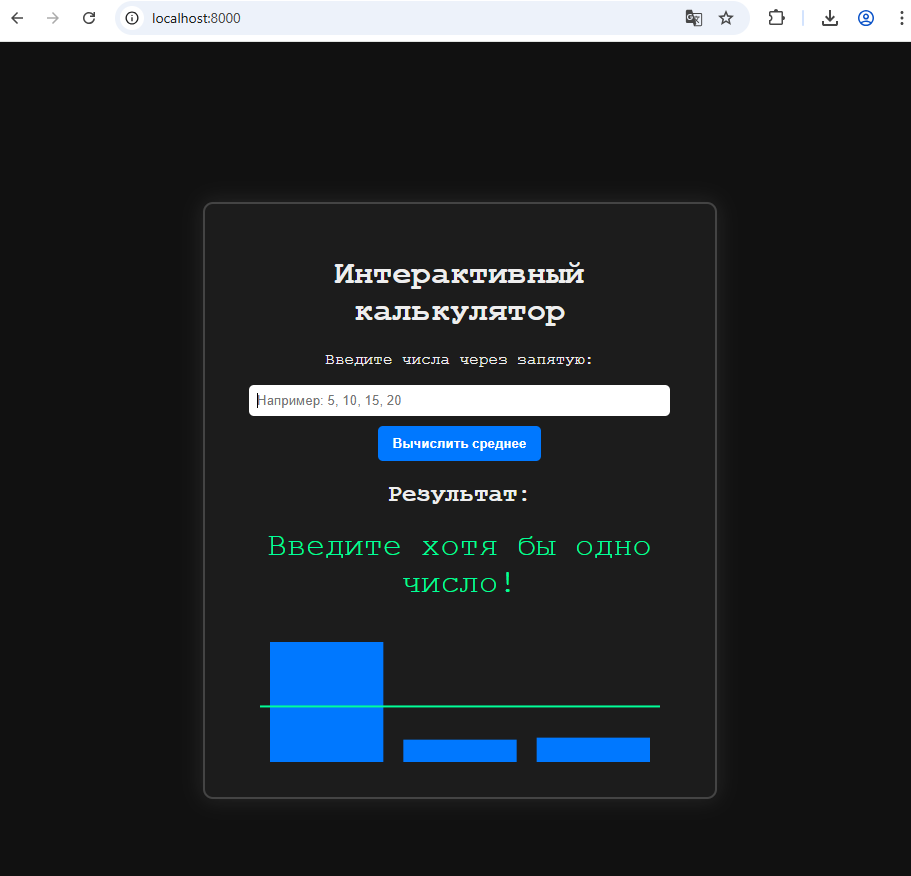 localhost:8000
Интерактивный
калькулятор
Введите числа через запятую:
Например: 5, 10, 15, 20
Вычислить среднее
Результат:
Введите хотя бы одно
число!